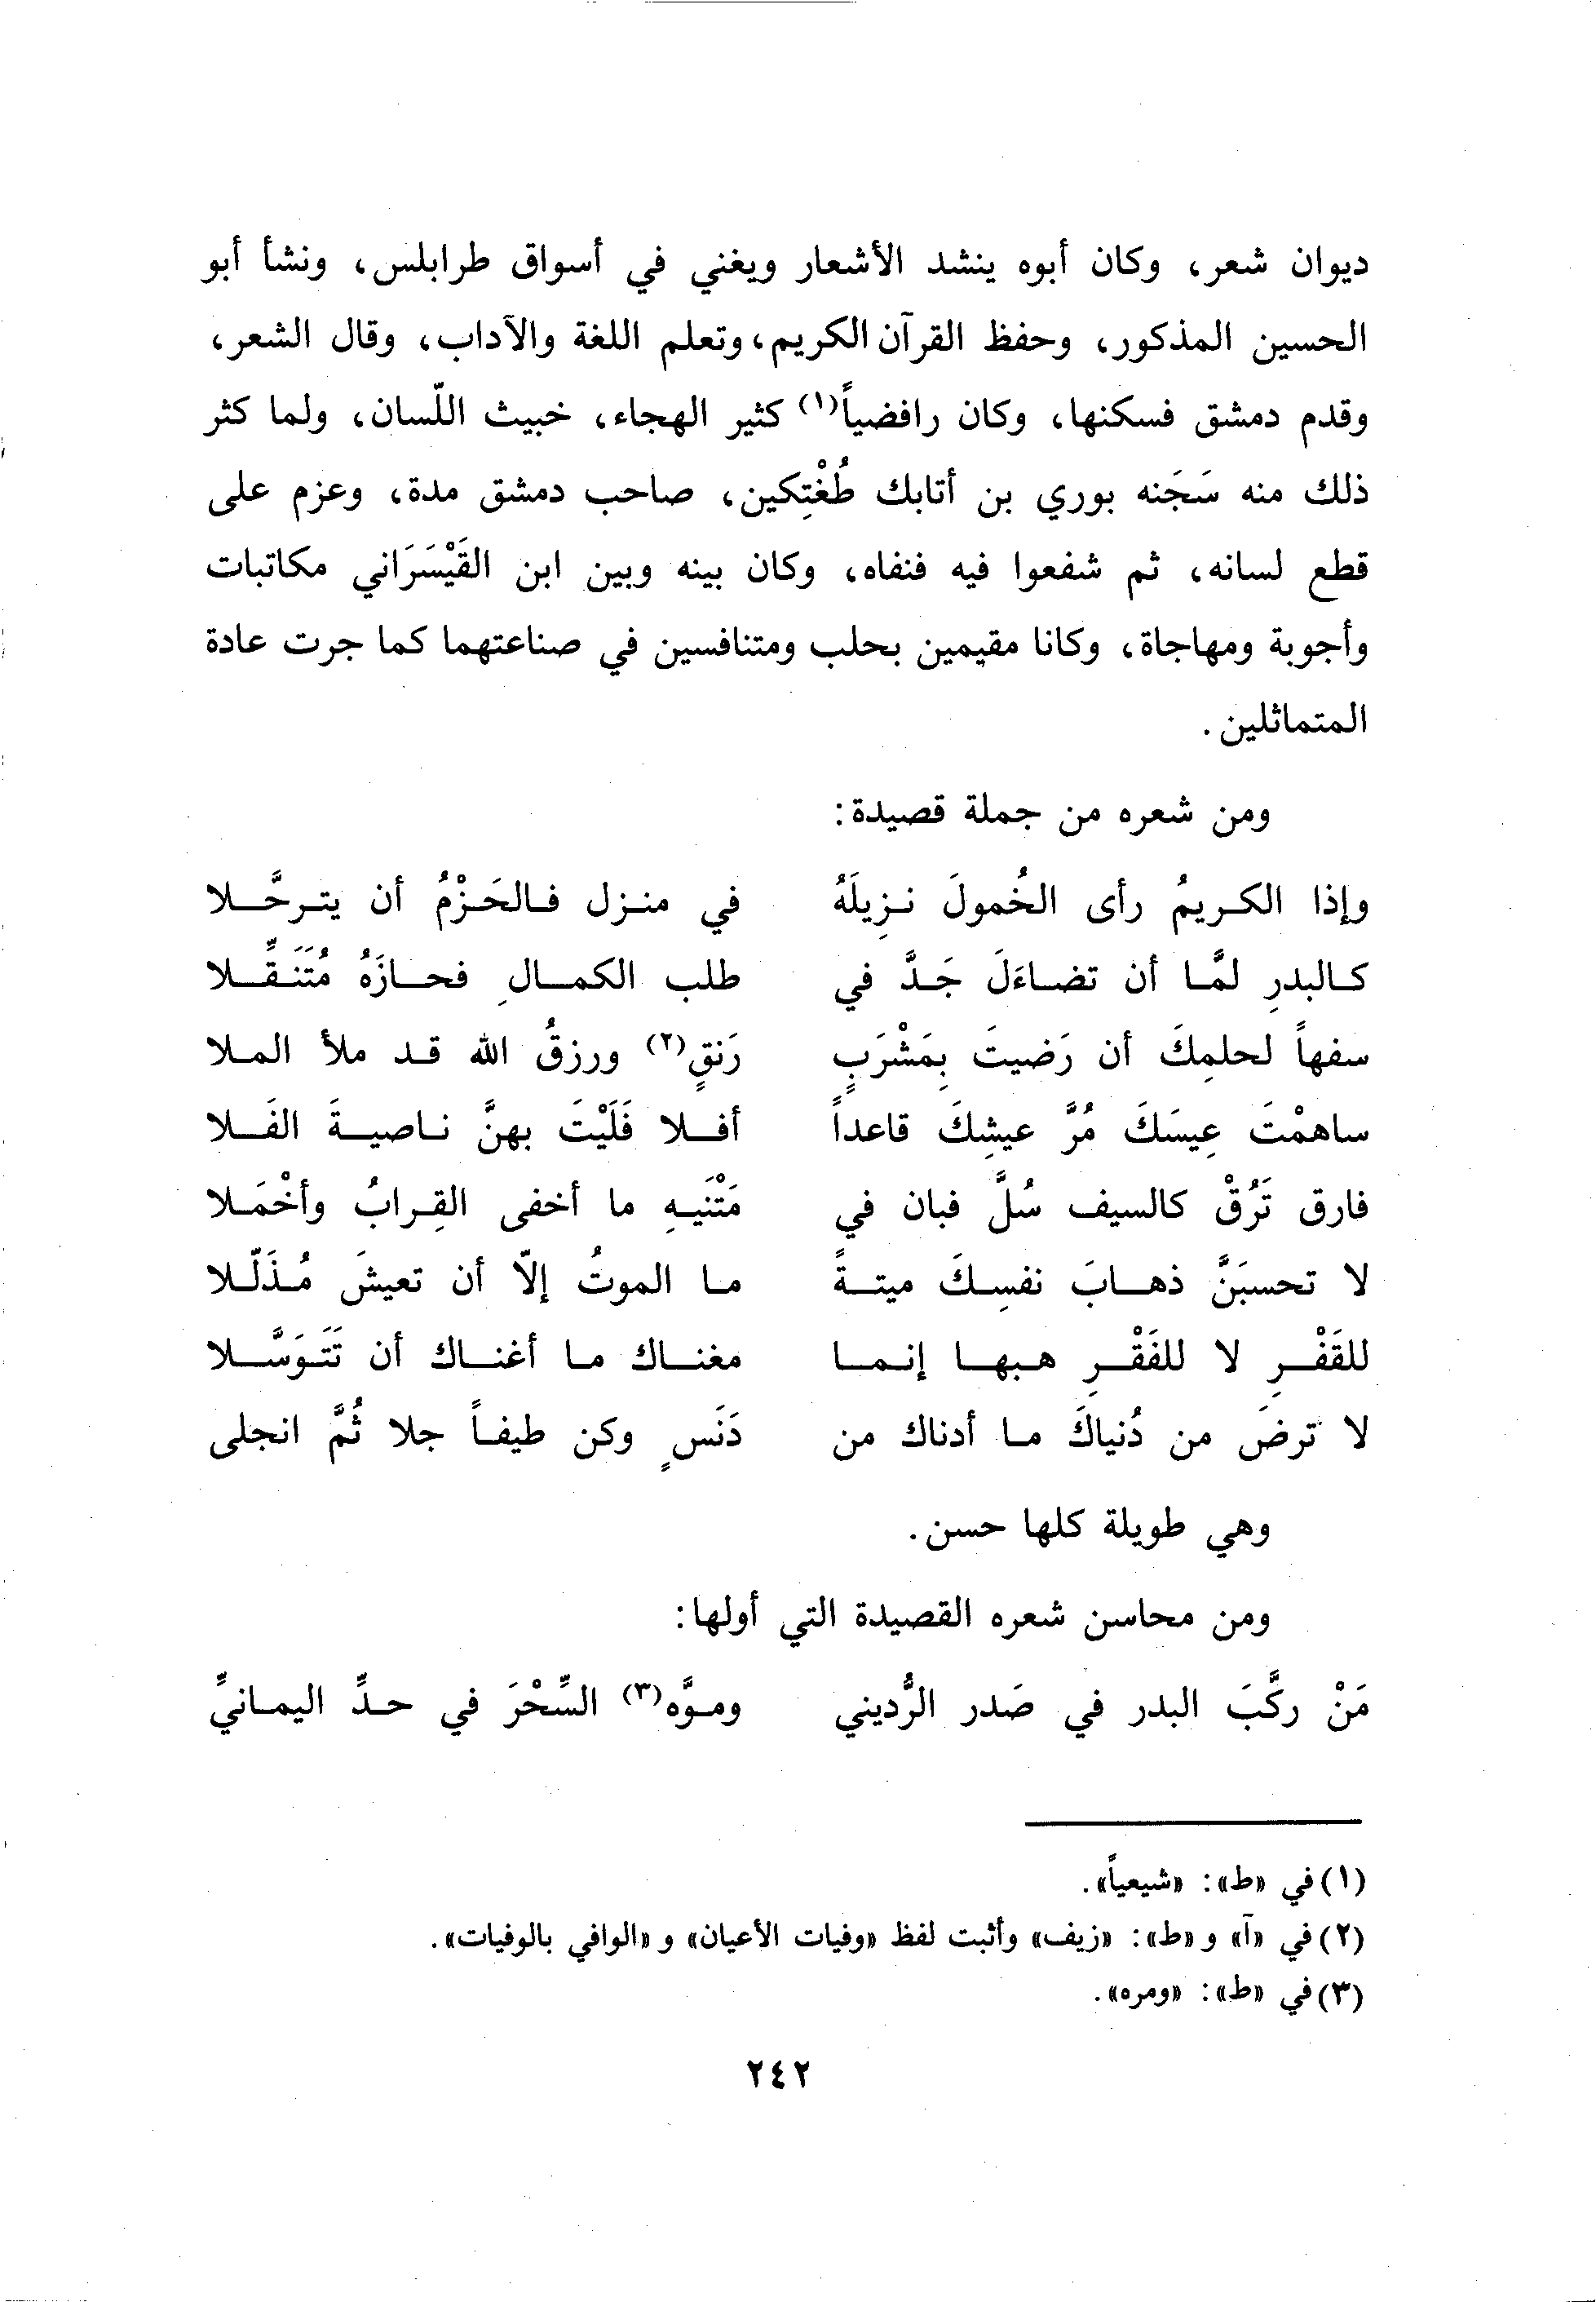 ديوان شعر، وكان أبوه ينشد الأشعار ويغني في أسواق طرابلس، ونشأ أبو
الحسين المذكور، وحفظ القرآن الكريم، وتعلم اللغة والآداب، وقال الشعر،
وقدم دمشق فسكنها، وكان رافضياً(١) كثير الهجاء، خبيث اللّسان، ولما كثر
ذلك منه سَجَنه بوري بن أتابك طُغْتِكين، صاحب دمشق مدة، وعزم على
قطع لسانه، ثم شفعوا فيه فنفاه، وكان بينه وبين ابن القَيْسَرَاني مكاتبات
وأجوبة ومهاجاة، وكانا مقيمين بحلب ومتنافسين في صناعتهما كما جرت عادة
المتماثلين.
ومن شعره من جملة قصيدة:
وإذا الكريمُ رأى الخُمولَ نزِيلَهُ في منزل فالحَزْمُ أن يترحَّلا
كالبدرِ لمَّا أن تضاءَلَ جَدَّ في طلب الكمالِ فحازَهُ مُتَنَقِّلا
سفهاً لحلمِكَ أن رَضيتَ بِمَشْرَبٍ رَنقٍ(٢) ورزقُ الله قد ملأ الملا
ساهمْتَ عِيسَكَ مُرَّ عيشِكَ قاعداً أفلا فَلَيْتَ بهنَّ ناصيةَ الفَلا
فارق تَرُقْ كالسيف سُلَّ فبان في مَتْنَيهِ ما أخفى القِرابُ وأخْمَلا
لا تحسبَنَّ ذهابَ نفسِكَ ميتةً ما الموتُ إلاّ أن تعيشَ مُذَلّلا
للقَفْرِ لا للفَقْرِ هبها إنما مغناك ما أغناك أن تَتَوَسَّلا
لا ترضَ من دُنياكَ ما أدناك من دَنَسٍ وكن طيفاً جلا ثُمَّ انجلى
وهي طويلة كلها حسن.
ومن محاسن شعره القصيدة التي أولها:
مَنْ ركَّبَ البدر في صَدر الرُّديني وموَّه(٣) السِّحْرَ في حدِّ اليمانيِّ
(١) في «ط»: «شيعياً».
(٢) في «آ» و «ط»: «زيف» وأثبت لفظ «وفيات الأعيان» و «الوافي بالوفيات».
(٣) في «ط»: «ومره».
٢٤٢